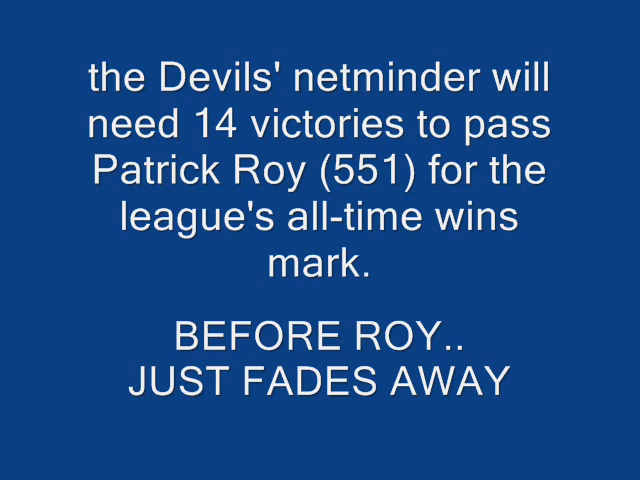 the Devils' netminder will
need 14 victories to pass
Patrick Roy (551) for the
league's all-time wins
mark.
BEFORE ROY..
JUST FADES AWAY